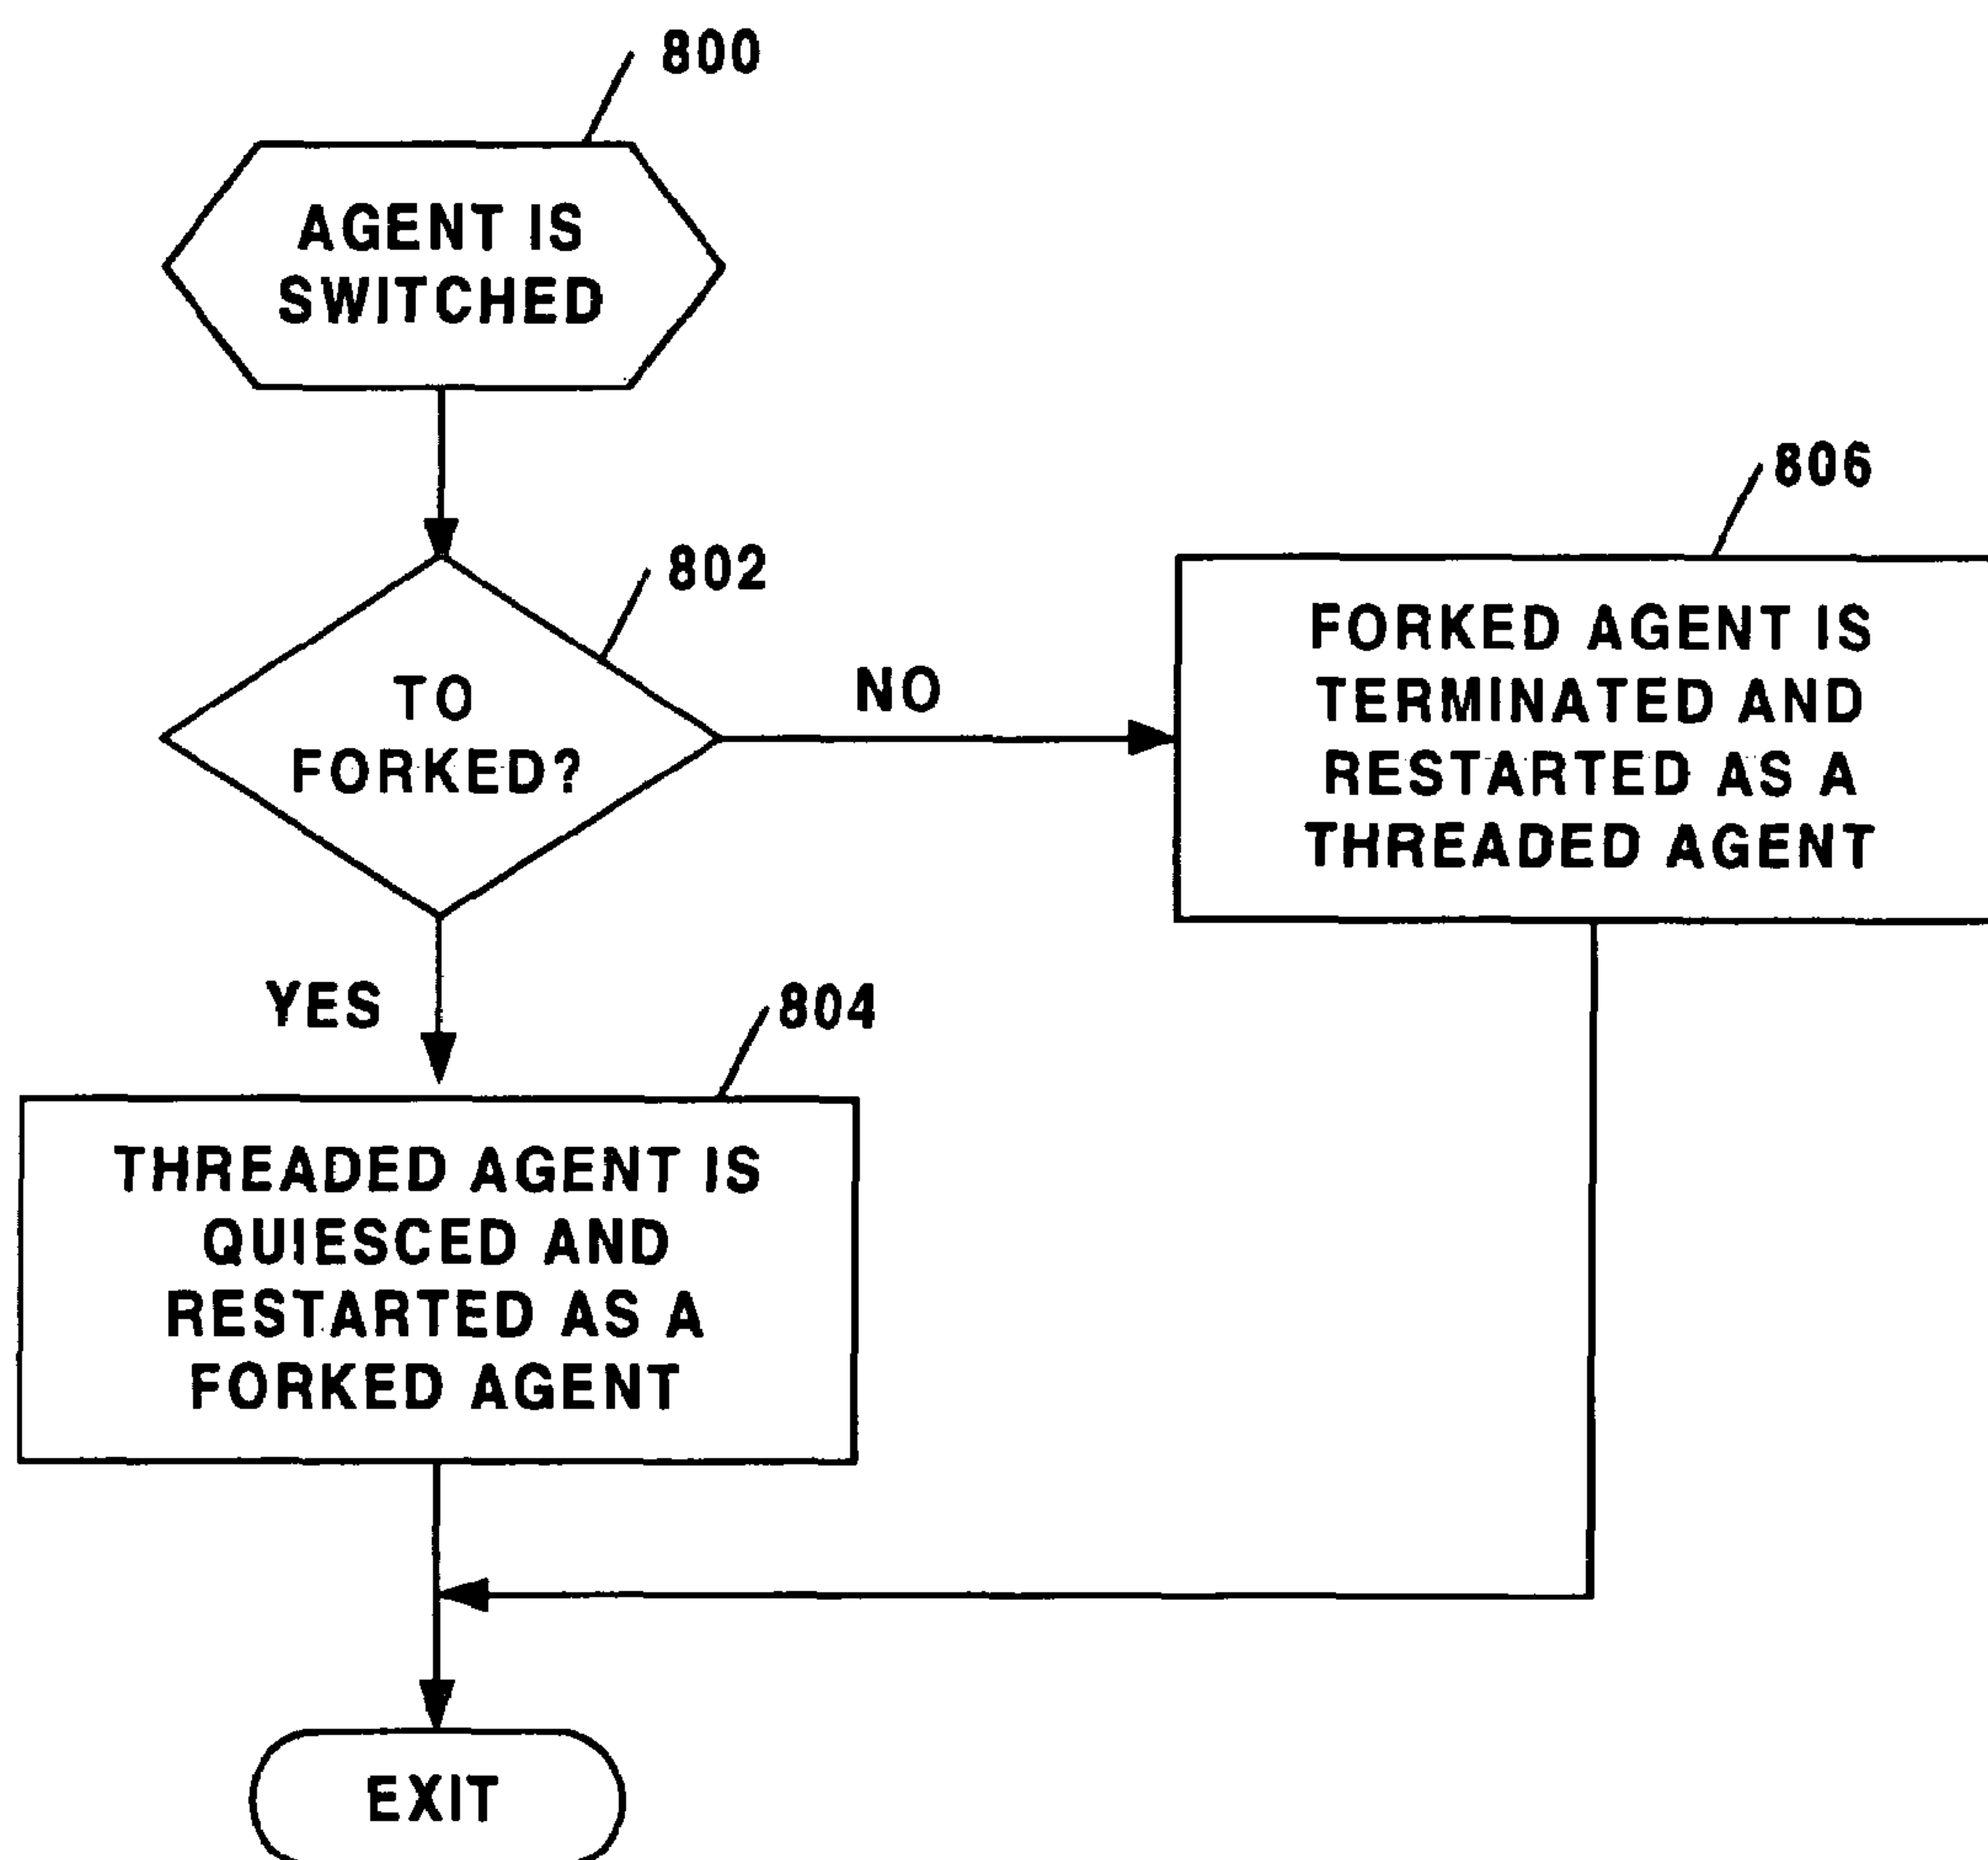 800
AGENT IS
SWITCHED
802
TO
FORKED?
NO
806
FORKED AGENT IS
TERMINATED AND
RESTARTED AS A
THREADED AGENT
YES
804
THREADED AGENT IS
QUIESCED AND
RESTARTED AS A
FORKED AGENT
EXIT